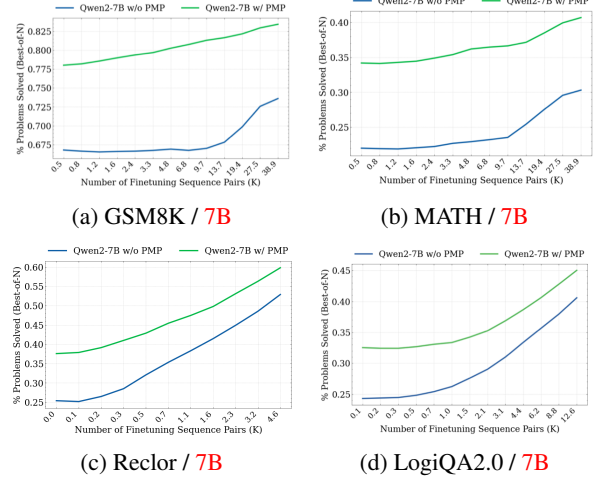 Qwen2-7B w/o PMP Qwen2-7B w/ PMP
% Problems Solved (Best-of-N)
0.825
0.800
0.775
0.750
0.725
0.700
0.675
0.5 0.8 1.2 1.6 2.4 3.3 4.8 6.8 9.7 13.7 19.4 27.5 38.9
Number of Finetuning Sequence Pairs (K)
(a) GSM8K / 7B
Qwen2-7B w/o PMP Qwen2-7B w/ PMP
% Problems Solved (Best-of-N)
0.40
0.35
0.30
0.25
0.5 0.8 1.2 1.6 2.4 3.3 4.8 6.8 9.7 13.7 19.4 27.5 38.9
Number of Finetuning Sequence Pairs (K)
(b) MATH / 7B
Qwen2-7B w/o PMP Qwen2-7B w/ PMP
% Problems Solved (Best-of-N)
0.60
0.55
0.50
0.45
0.40
0.35
0.30
0.25
0.0 0.1 0.2 0.3 0.5 0.7 1.1 1.6 2.3 3.2 4.6
Number of Finetuning Sequence Pairs (K)
(c) Reclor / 7B
Qwen2-7B w/o PMP Qwen2-7B w/ PMP
% Problems Solved (Best-of-N)
0.45
0.40
0.35
0.30
0.25
0.1 0.2 0.3 0.5 0.7 1.0 1.5 2.1 3.1 4.4 6.2 8.8 12.6
Number of Finetuning Sequence Pairs (K)
(d) LogiQA2.0 / 7B